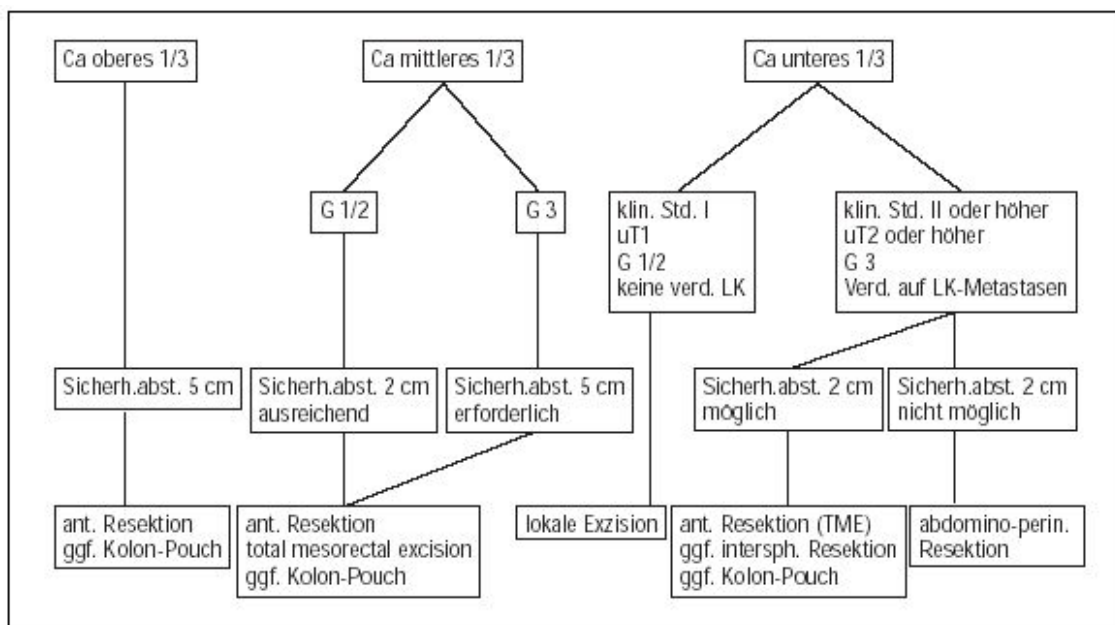 Ca oberes 1/3
Ca mittleres 1/3
Ca unteres 1/3
G 1/2
G 3
klin. Std. I
uT1
G 1/2
keine verd. LK
klin. Std. II oder höher
uT2 oder höher
G 3
Verd. auf LK-Metastasen
Sicherh.abst. 5 cm
Sicherh.abst. 2 cm
ausreichend
Sicherh.abst. 5 cm
erforderlich
Sicherh.abst. 2 cm
möglich
Sicherh.abst. 2 cm
nicht möglich
ant. Resektion
ggf. Kolon-Pouch
ant. Resektion
total mesorectal excision
ggf. Kolon-Pouch
lokale Exzision
ant. Resektion (TME)
ggf. intersph. Resektion
ggf. Kolon-Pouch
abdomino-perin.
Resektion